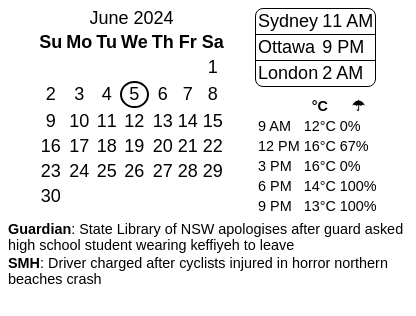 June 2024
Su Mo Tu We Th Fr Sa
1
2 3 4 5 6 7 8
9 10 11 12 13 14 15
16 17 18 19 20 21 22
23 24 25 26 27 28 29
30
Sydney 11 AM
Ottawa 9 PM
London 2 AM
°C ☂
9 AM 12°C 0%
12 PM 16°C 67%
3 PM 16°C 0%
6 PM 14°C 100%
9 PM 13°C 100%
Guardian: State Library of NSW apologises after guard asked
high school student wearing keffiyeh to leave
SMH: Driver charged after cyclists injured in horror northern
beaches crash